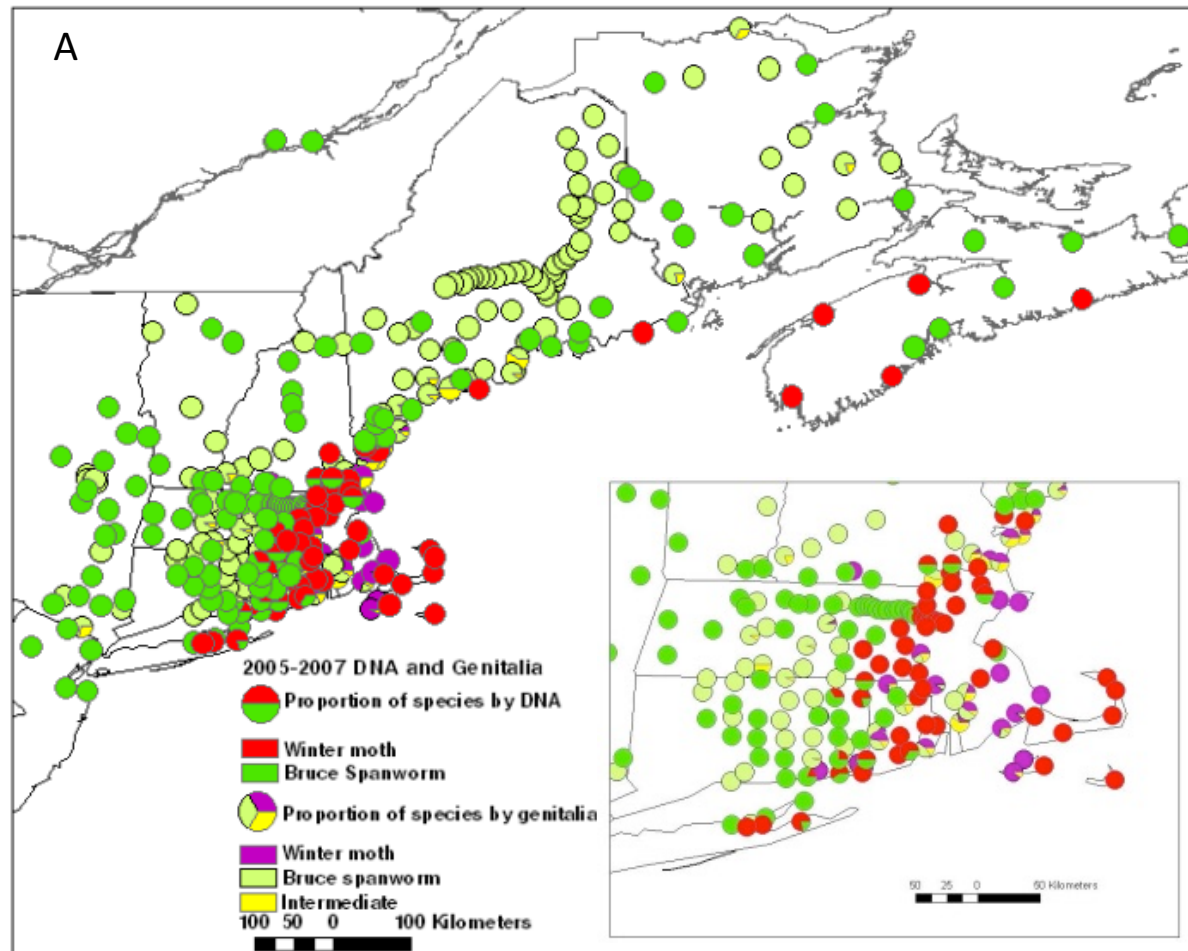 A
2005-2007 DNA and Genitalia
Proportion of species by DNA
Winter moth
Bruce Spanworm
Proportion of species by genitalia
Winter moth
Bruce spanworm
Intermediate
100 50 0 100 Kilometers
50 25 0 50 Kilometers